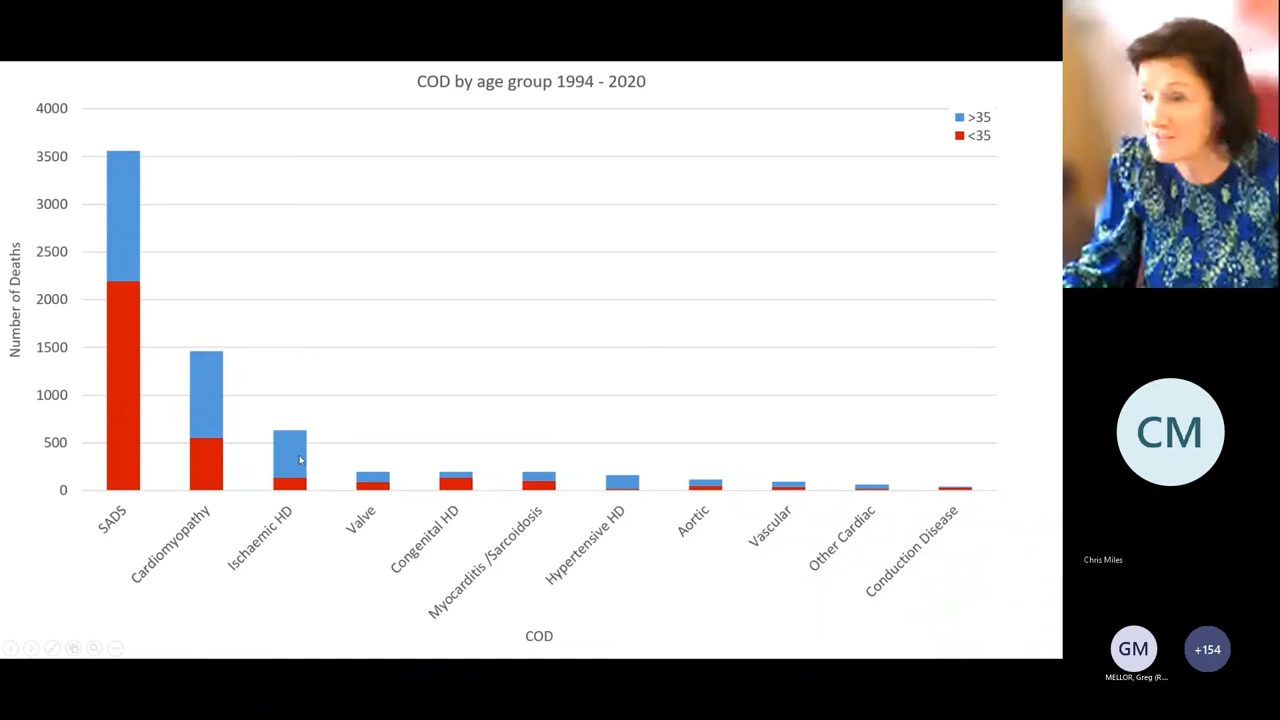 COD by age group 1994 - 2020
>35
<35
4000
3500
3000
2500
2000
1500
1000
500
0
Number of Deaths
SADS
Cardiomyopathy
Ischaemic HD
Valve
Congenital HD
Myocarditis /Sarcoidosis
Hypertensive HD
Aortic
Vascular
Other Cardiac
Conduction Disease
COD
CM
Chris Miles
GM
+154
MELLOR, Greg (R...